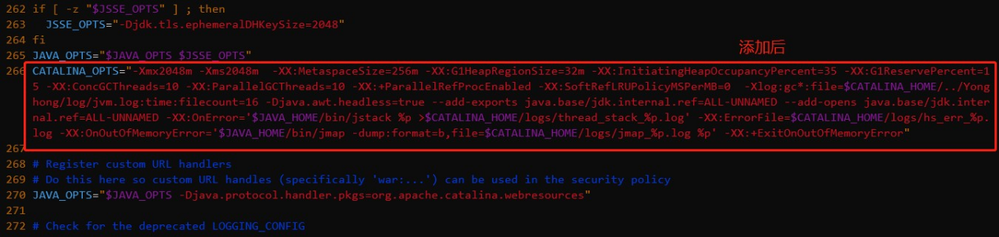 262 if [ -z "$JSSE_OPTS" ] ; then
263   JSSE_OPTS="-Djdk.tls.ephemeralDHKeySize=2048"
264 fi
添加后
265 JAVA_OPTS="$JAVA_OPTS $JSSE_OPTS"
266 CATALINA_OPTS="-Xmx2048m -Xms2048m  -XX:MetaspaceSize=256m -XX:G1HeapRegionSize=32m -XX:InitiatingHeapOccupancyPercent=35 -XX:G1ReservePercent=1
5 -XX:ConcGCThreads=10 -XX:ParallelGCThreads=10 -XX:+ParallelRefProcEnabled -XX:SoftRefLRUPolicyMSPerMB=0  -Xlog:gc*:file=$CATALINA_HOME/../Yong
hong/log/jvm.log:time:filecount=16 -Djava.awt.headless=true --add-exports java.base/jdk.internal.ref=ALL-UNNAMED --add-opens java.base/jdk.inter
nal.ref=ALL-UNNAMED -XX:OnError='$JAVA_HOME/bin/jstack %p >$CATALINA_HOME/logs/thread_stack_%p.log' -XX:ErrorFile=$CATALINA_HOME/logs/hs_err_%p.
log -XX:OnOutOfMemoryError='$JAVA_HOME/bin/jmap -dump:format=b,file=$CATALINA_HOME/logs/jmap_%p.log %p' -XX:+ExitOnOutOfMemoryError"
267
268 # Register custom URL handlers
269 # Do this here so custom URL handles (specifically 'war:...') can be used in the security policy
270 JAVA_OPTS="$JAVA_OPTS -Djava.protocol.handler.pkgs=org.apache.catalina.webresources"
271
272 # Check for the deprecated LOGGING_CONFIG